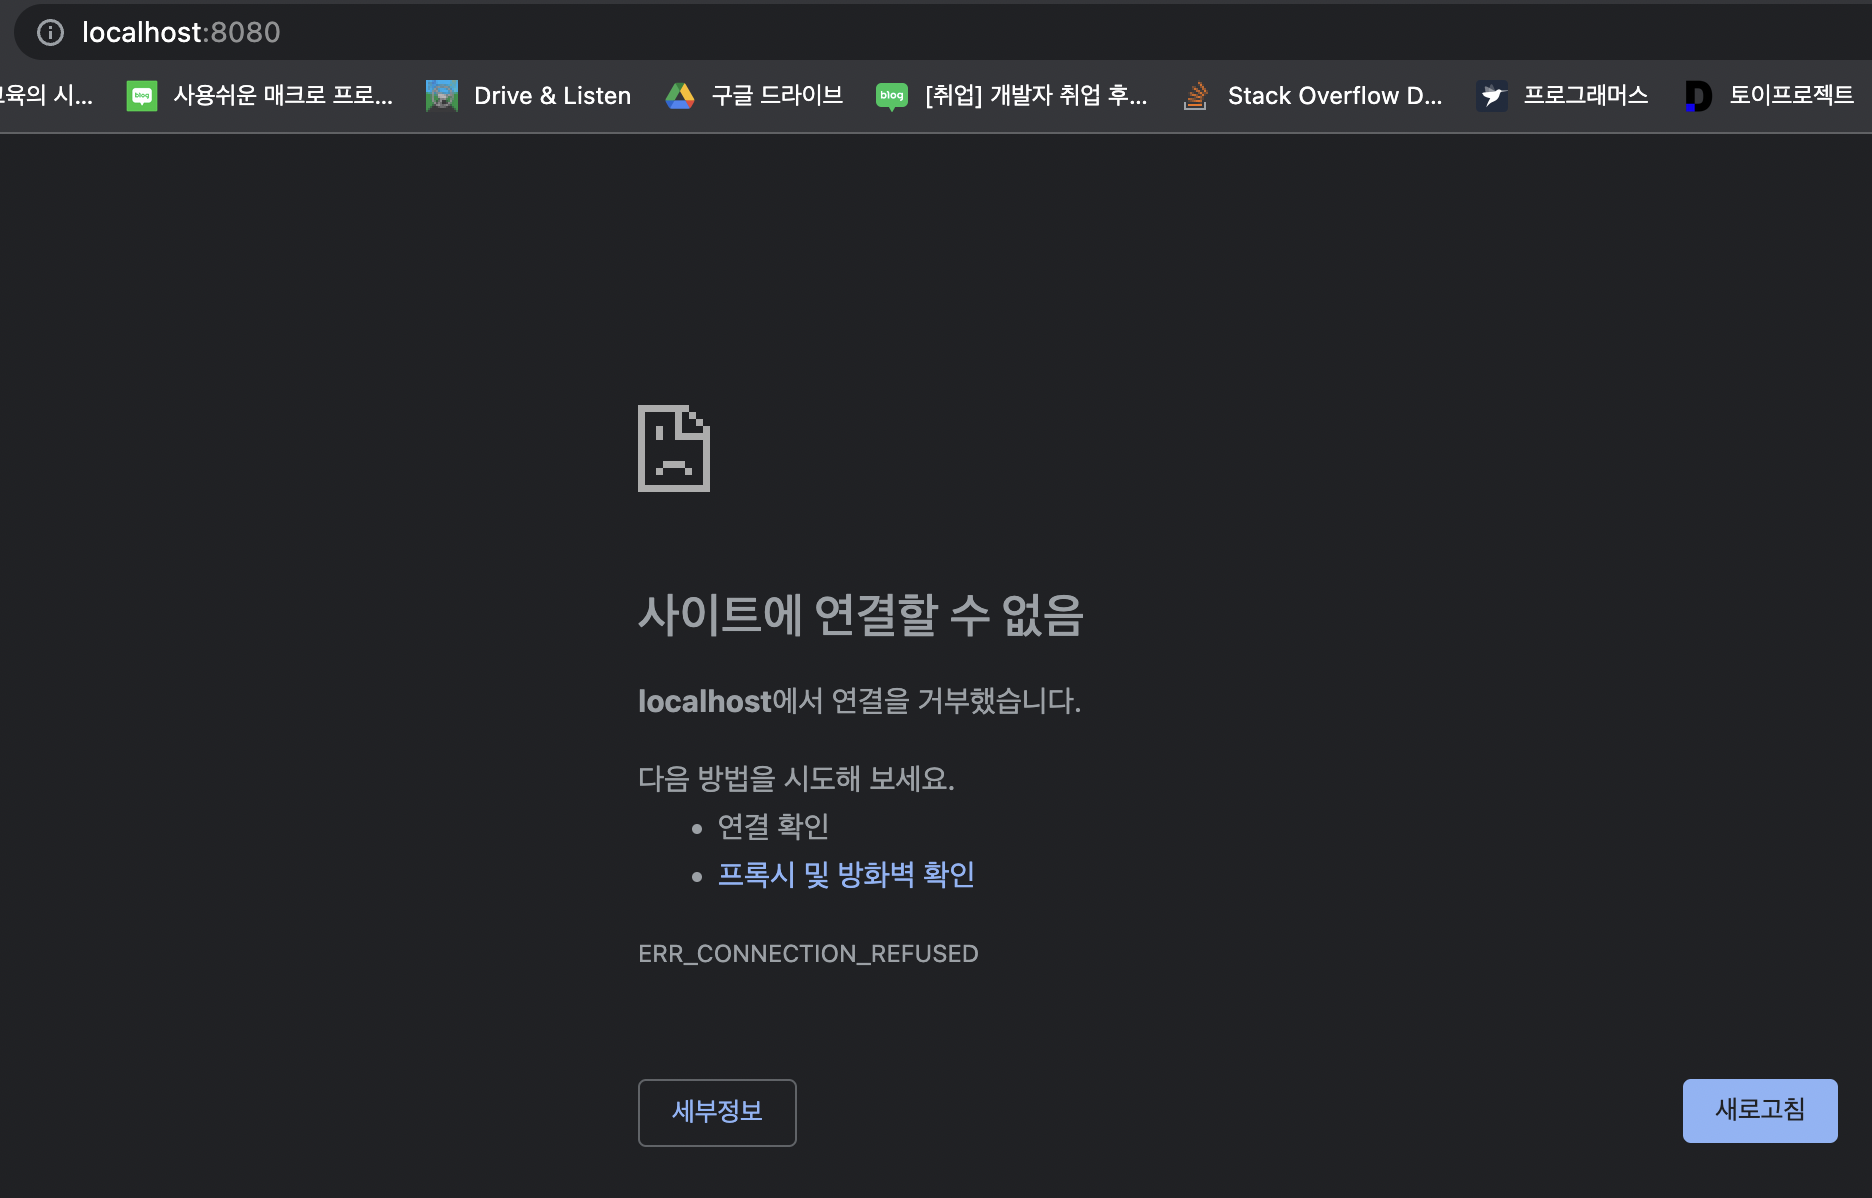 localhost:8080
교육의 시... 사용쉬운 매크로 프로... Drive & Listen 구글 드라이브 blog [취업] 개발자 취업 후... Stack Overflow D... 프로그래머스 토이프로젝트
사이트에 연결할 수 없음
localhost에서 연결을 거부했습니다.
다음 방법을 시도해 보세요.
• 연결 확인
• 프록시 및 방화벽 확인
ERR_CONNECTION_REFUSED
세부정보 새로고침